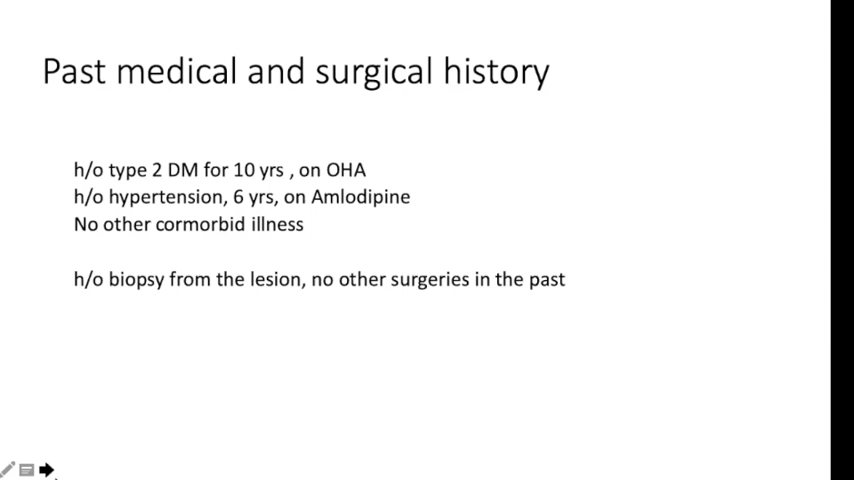 Past medical and surgical history
h/o type 2 DM for 10 yrs , on OHA
h/o hypertension, 6 yrs, on Amlodipine
No other cormorbid illness
h/o biopsy from the lesion, no other surgeries in the past